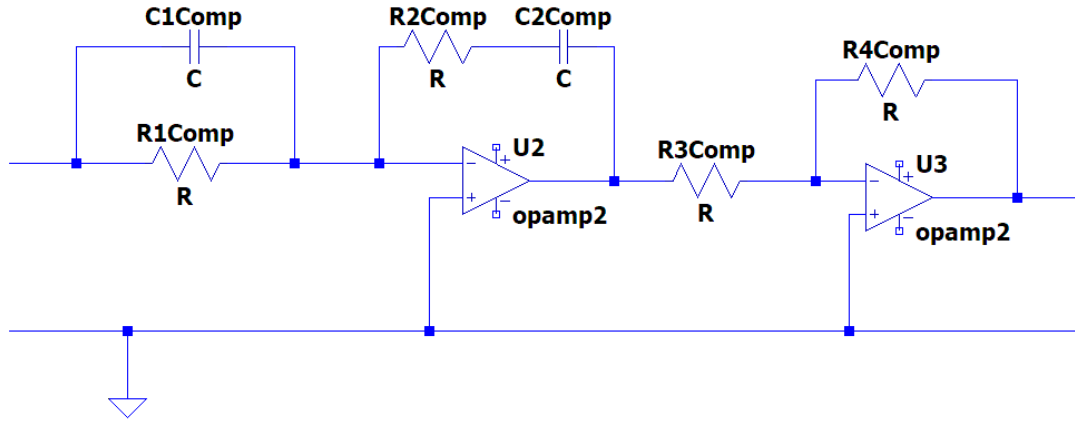 C1Comp
C
R1Comp
R
R2Comp
R
C2Comp
C
U2
opamp2
R3Comp
R
R4Comp
R
U3
opamp2